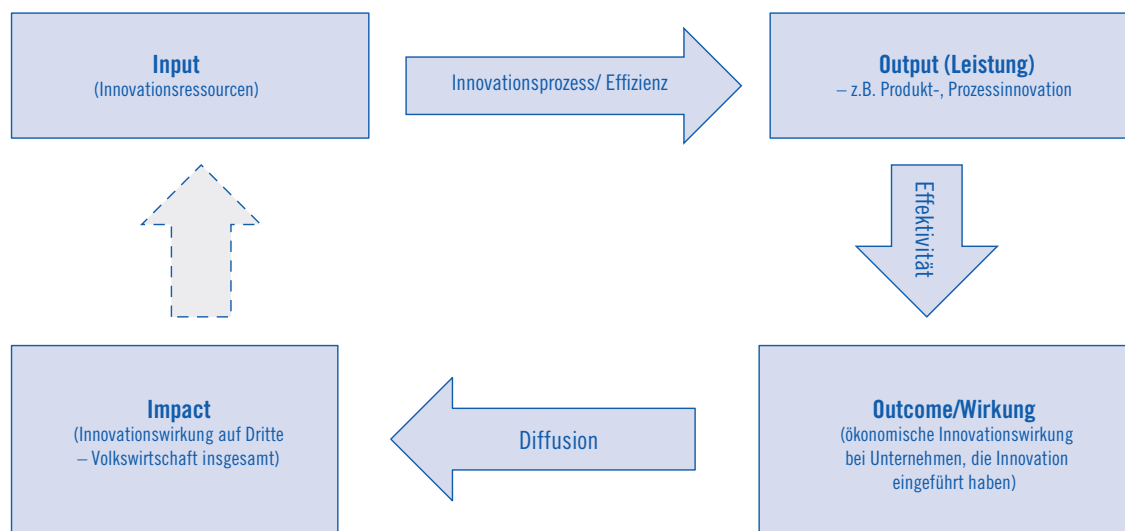 Input
(Innovationsressourcen)
Innovationsprozess/ Effizienz
Output (Leistung)
– z.B. Produkt-, Prozessinnovation
Effektivität
Outcome/Wirkung
(ökonomische Innovationswirkung
bei Unternehmen, die Innovation
eingeführt haben)
Diffusion
Impact
(Innovationswirkung auf Dritte
– Volkswirtschaft insgesamt)